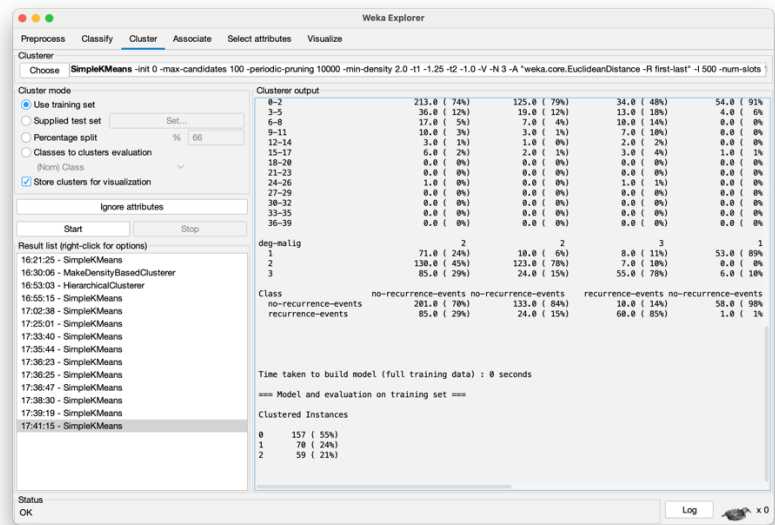 Weka Explorer
Preprocess Classify Cluster Associate Select attributes Visualize
Clusterer
Choose SimpleKMeans -init 0 -max-candidates 100 -periodic-pruning 10000 -min-density 2.0 -t1 -1.25 -t2 -1.0 -V -N 3 -A "weka.core.EuclideanDistance -R first-last" -I 500 -num-slots
Cluster mode
Use training set
Supplied test set Set...
Percentage split % 66
Classes to clusters evaluation
(Nom) Class
Store clusters for visualization
Ignore attributes
Start Stop
Result list (right-click for options)
16:21:25 - SimpleKMeans
16:30:06 - MakeDensityBasedClusterer
16:53:03 - HierarchicalClusterer
16:55:15 - SimpleKMeans
17:02:38 - SimpleKMeans
17:25:01 - SimpleKMeans
17:33:40 - SimpleKMeans
17:35:44 - SimpleKMeans
17:36:23 - SimpleKMeans
17:36:25 - SimpleKMeans
17:36:47 - SimpleKMeans
17:38:30 - SimpleKMeans
17:39:19 - SimpleKMeans
17:41:15 - SimpleKMeans
Clusterer output
0-2 213.0 ( 74%) 125.0 ( 79%) 34.0 ( 48%) 54.0 ( 91%
3-5 36.0 ( 12%) 19.0 ( 12%) 13.0 ( 18%) 4.0 ( 6%
6-8 17.0 ( 5%) 7.0 ( 4%) 10.0 ( 14%) 0.0 ( 0%
9-11 10.0 ( 3%) 3.0 ( 1%) 7.0 ( 10%) 0.0 ( 0%
12-14 3.0 ( 1%) 1.0 ( 0%) 2.0 ( 2%) 0.0 ( 0%
15-17 6.0 ( 2%) 2.0 ( 1%) 3.0 ( 4%) 1.0 ( 1%
18-20 0.0 ( 0%) 0.0 ( 0%) 0.0 ( 0%) 0.0 ( 0%
21-23 0.0 ( 0%) 0.0 ( 0%) 0.0 ( 0%) 0.0 ( 0%
24-26 1.0 ( 0%) 0.0 ( 0%) 1.0 ( 1%) 0.0 ( 0%
27-29 0.0 ( 0%) 0.0 ( 0%) 0.0 ( 0%) 0.0 ( 0%
30-32 0.0 ( 0%) 0.0 ( 0%) 0.0 ( 0%) 0.0 ( 0%
33-35 0.0 ( 0%) 0.0 ( 0%) 0.0 ( 0%) 0.0 ( 0%
36-39 0.0 ( 0%) 0.0 ( 0%) 0.0 ( 0%) 0.0 ( 0%
deg-malig 2 2 3 1
1 71.0 ( 24%) 10.0 ( 6%) 8.0 ( 11%) 53.0 ( 89%
2 130.0 ( 45%) 123.0 ( 78%) 7.0 ( 10%) 0.0 ( 0%
3 85.0 ( 29%) 24.0 ( 15%) 55.0 ( 78%) 6.0 ( 10%
Class no-recurrence-events no-recurrence-events recurrence-events no-recurrence-events
no-recurrence-events 201.0 ( 70%) 133.0 ( 84%) 10.0 ( 14%) 58.0 ( 98%
recurrence-events 85.0 ( 29%) 24.0 ( 15%) 60.0 ( 85%) 1.0 ( 1%
Time taken to build model (full training data) : 0 seconds
=== Model and evaluation on training set ===
Clustered Instances
0 157 ( 55%)
1 70 ( 24%)
2 59 ( 21%)
Status
OK
Log x 0